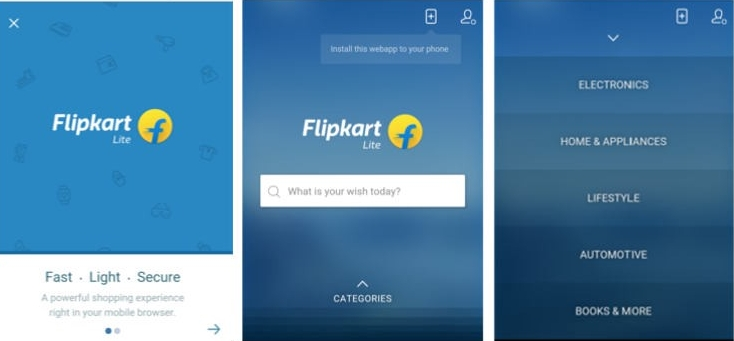 Flipkart
Lite
Fast · Light · Secure
A powerful shopping experience
right in your mobile browser.
Install this webapp to your phone
Flipkart
Lite
What is your wish today?
CATEGORIES
ELECTRONICS
HOME & APPLIANCES
LIFESTYLE
AUTOMOTIVE
BOOKS & MORE